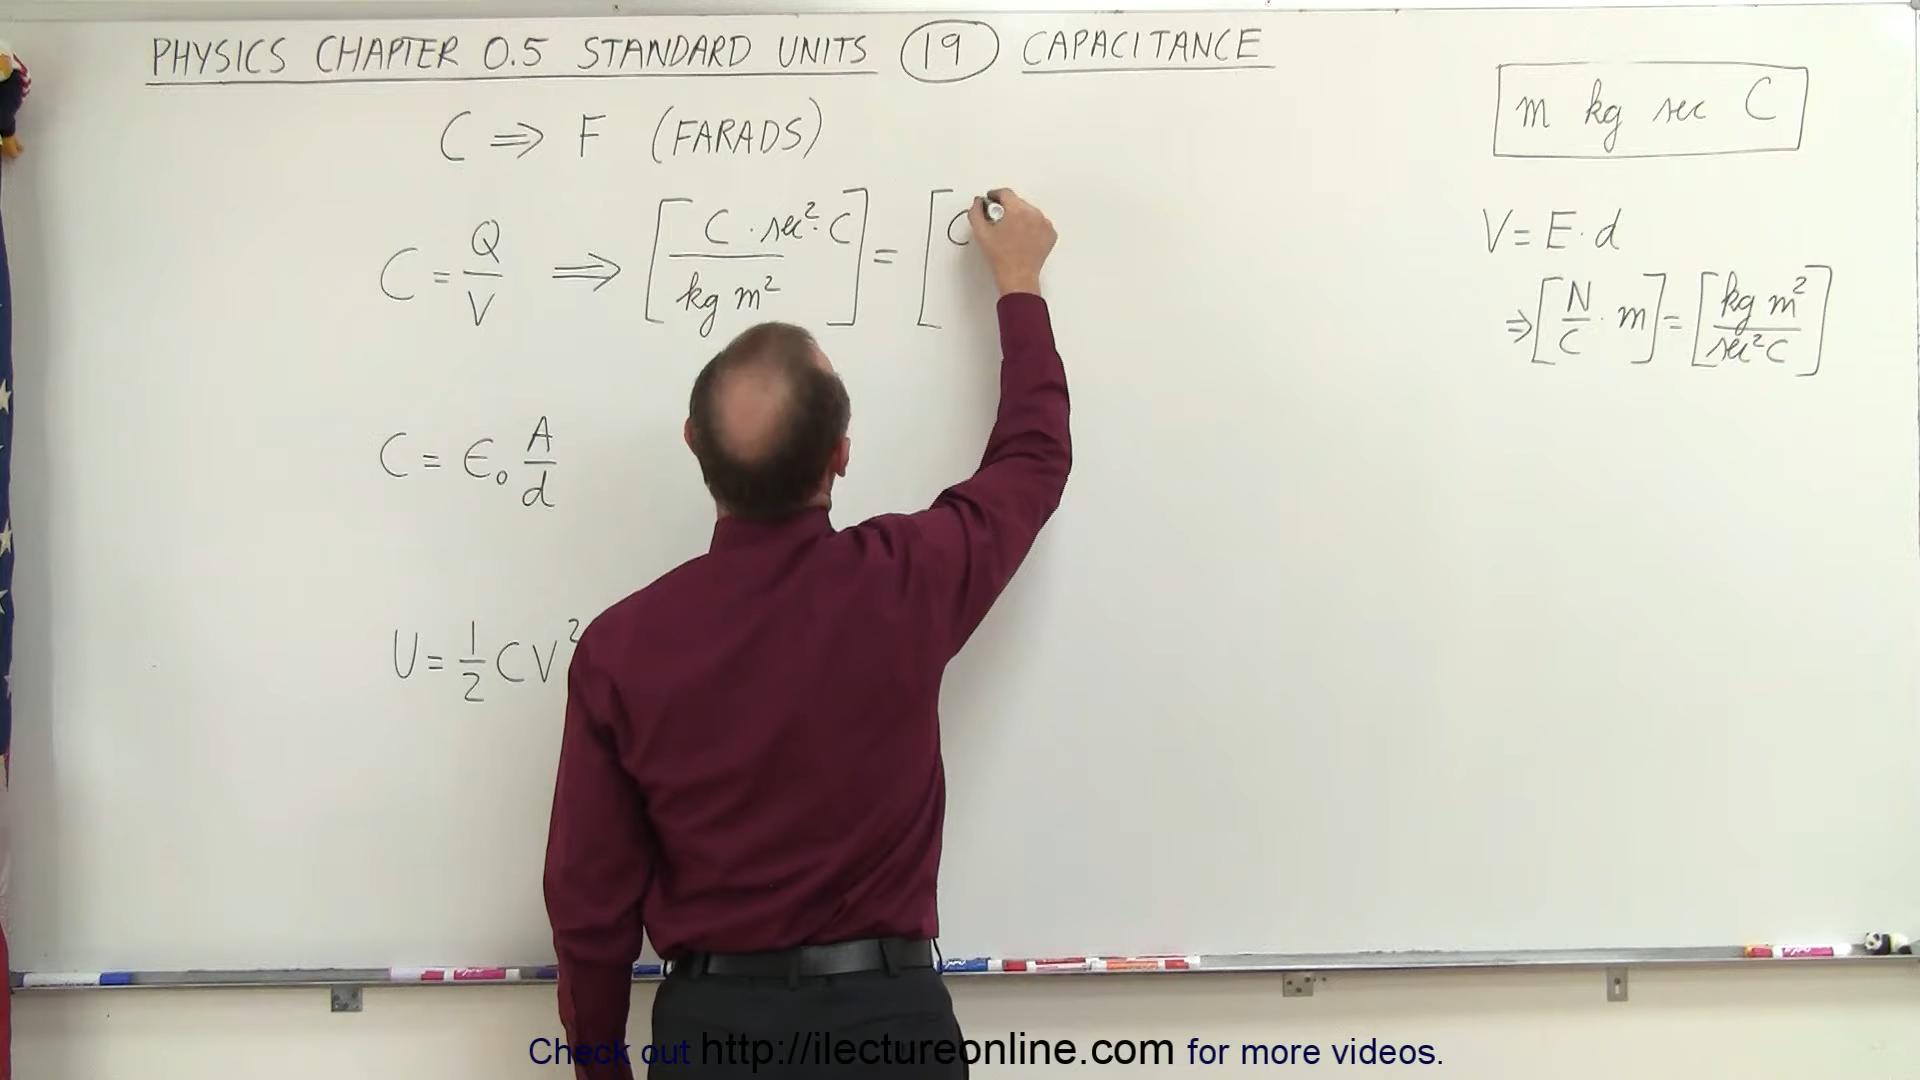 PHYSICS CHAPTER 0.5 STANDARD UNITS 19 CAPACITANCE
m kg sec C
C ⇒ F (FARADS)
C = Q/V ⇒ [C · sec² · C / kg m²] = [C
V = E · d
⇒ [N/C · m] = [kg m² / sec² C]
C = ϵ₀ A/d
U = 1/2 CV²
Check out http://ilectureonline.com for more videos.